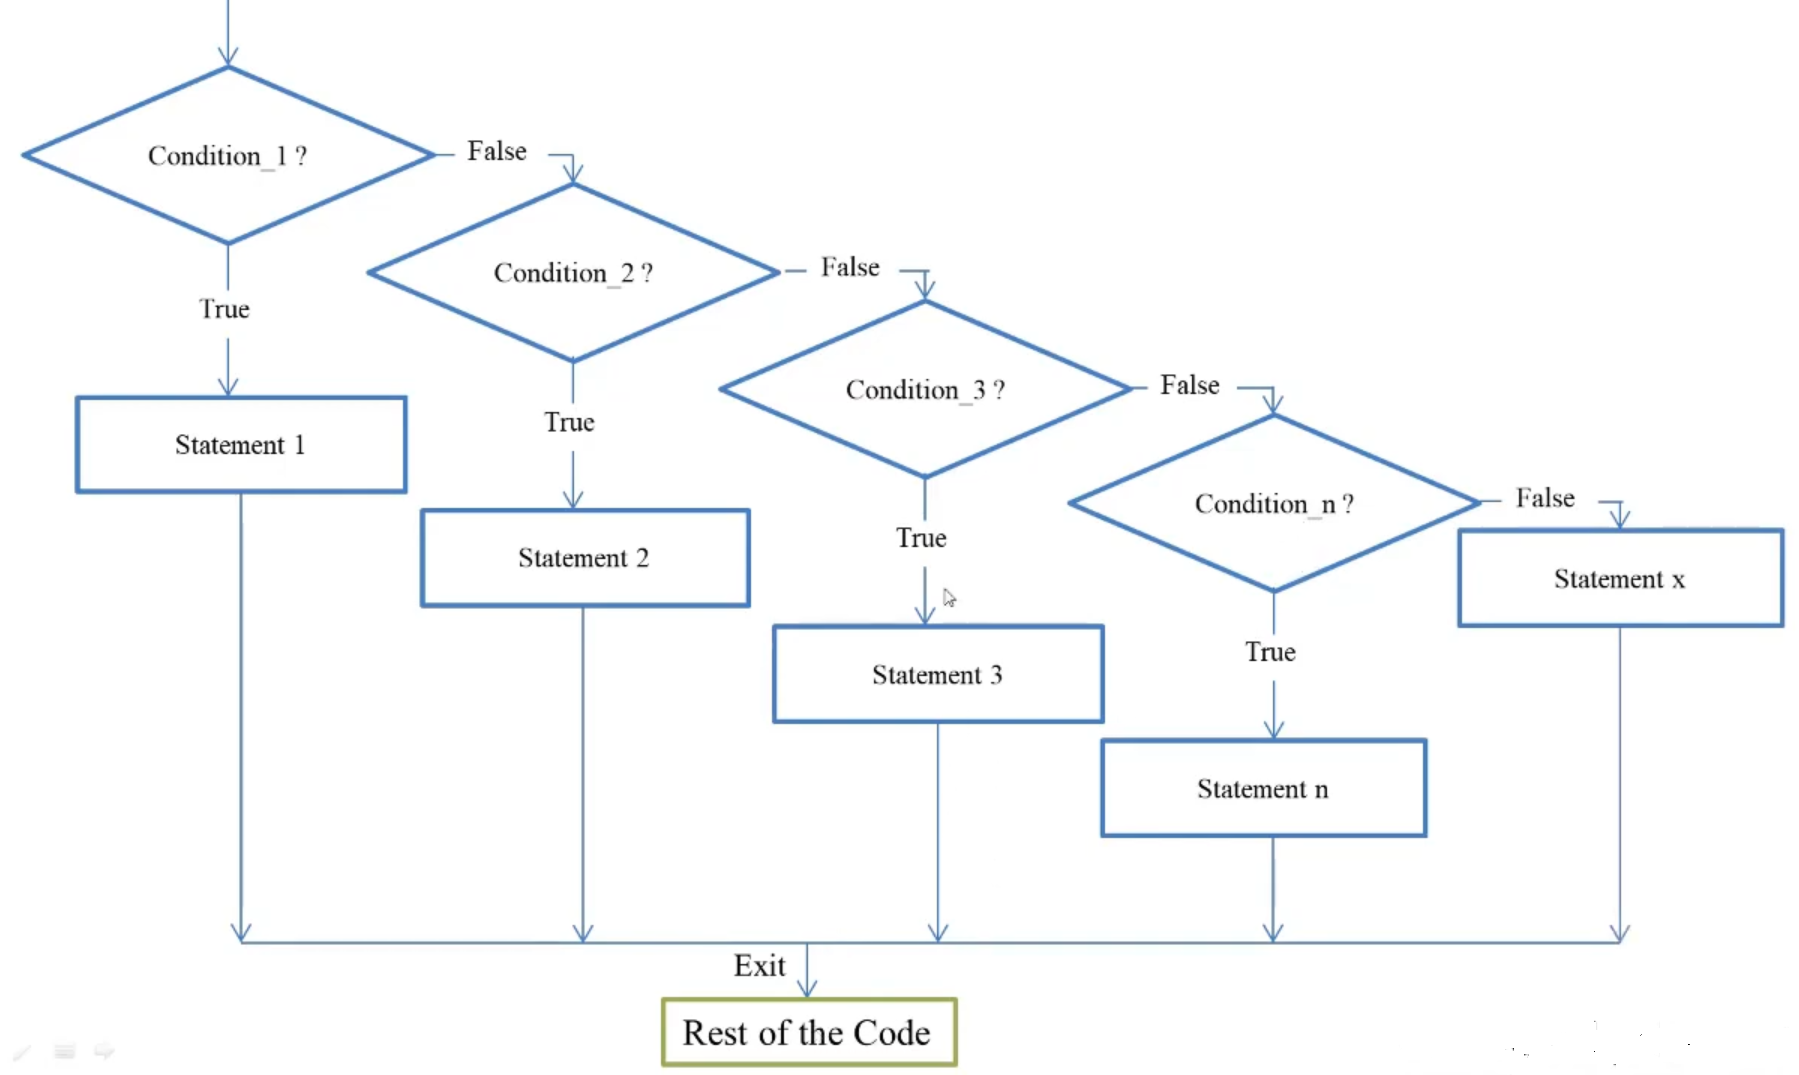 Condition_1 ?
False
Condition_2 ?
False
True
Condition_3 ?
False
True
Statement 1
Condition_n ?
False
True
Statement 2
Statement x
True
Statement 3
Statement n
Exit
Rest of the Code